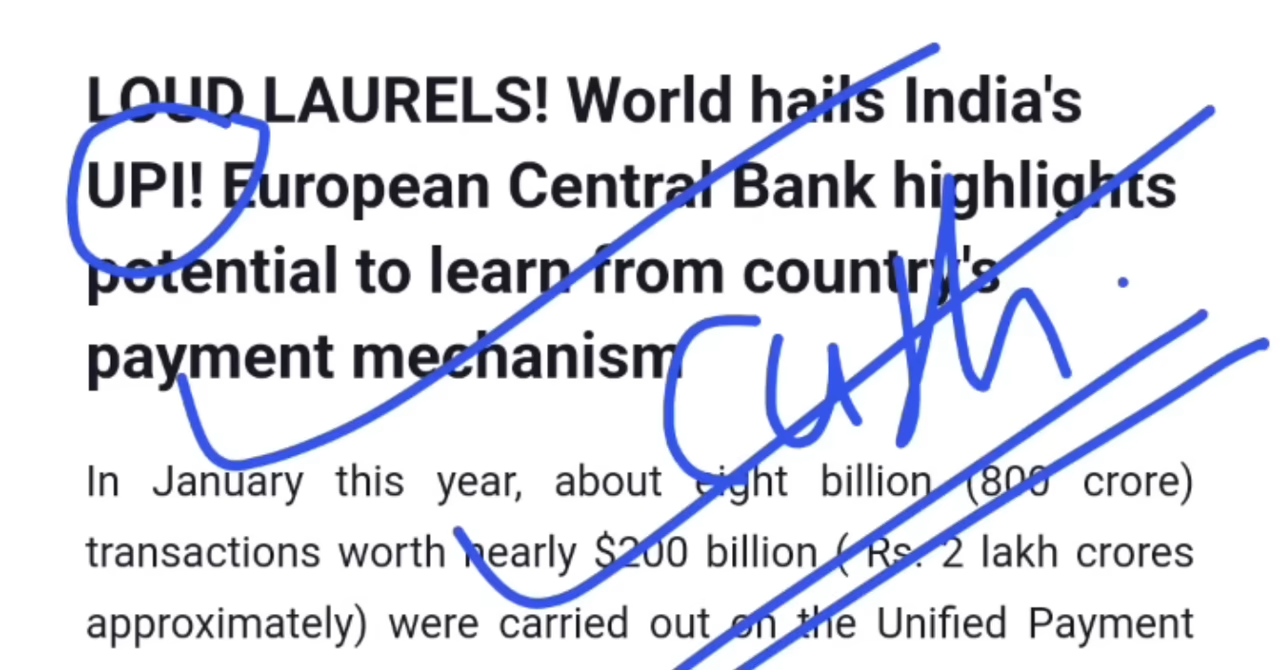 LOUD LAURELS! World hails India's
UPI! European Central Bank highlights
potential to learn from country's
payment mechanism
In January this year, about eight billion (800 crore)
transactions worth nearly $200 billion ( Rs. 2 lakh crores
approximately) were carried out on the Unified Payment